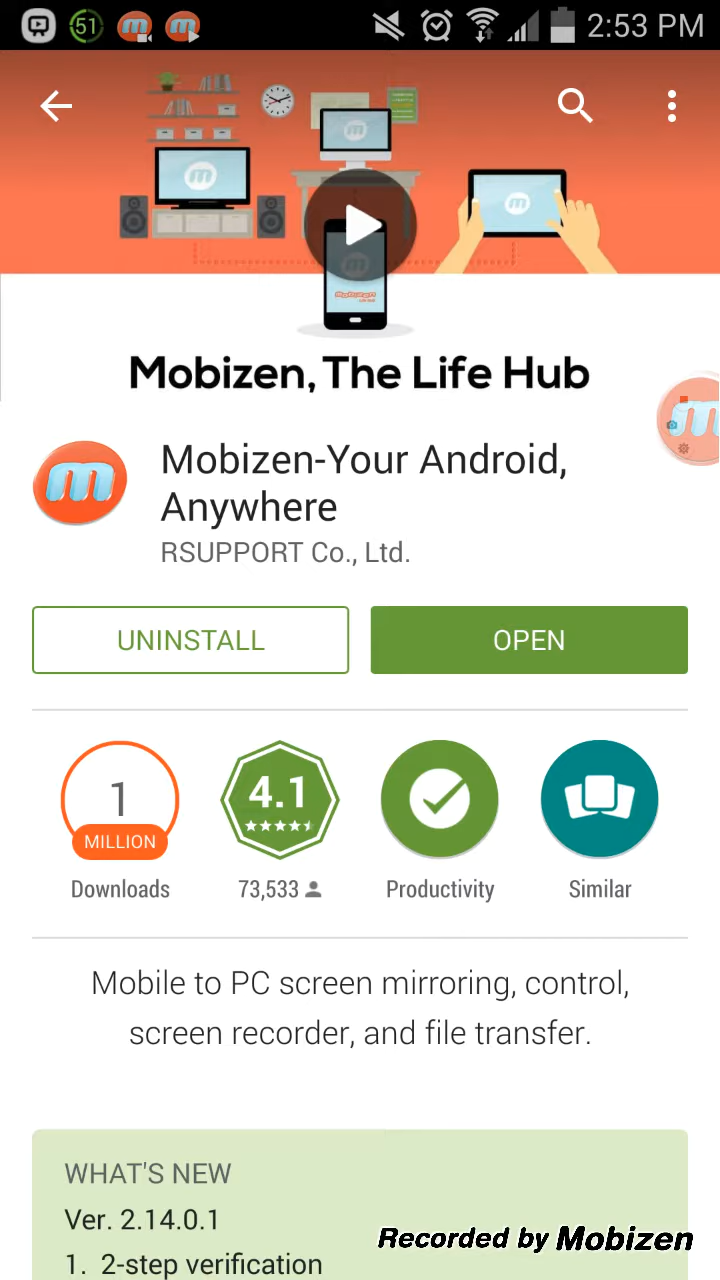 51
2:53 PM
Mobizen, The Life Hub
Mobizen-Your Android,
Anywhere
RSUPPORT Co., Ltd.
UNINSTALL
OPEN
1
MILLION
Downloads
4.1
73,533
Productivity
Similar
Mobile to PC screen mirroring, control,
screen recorder, and file transfer.
WHAT'S NEW
Ver. 2.14.0.1
1. 2-step verification
Recorded by Mobizen